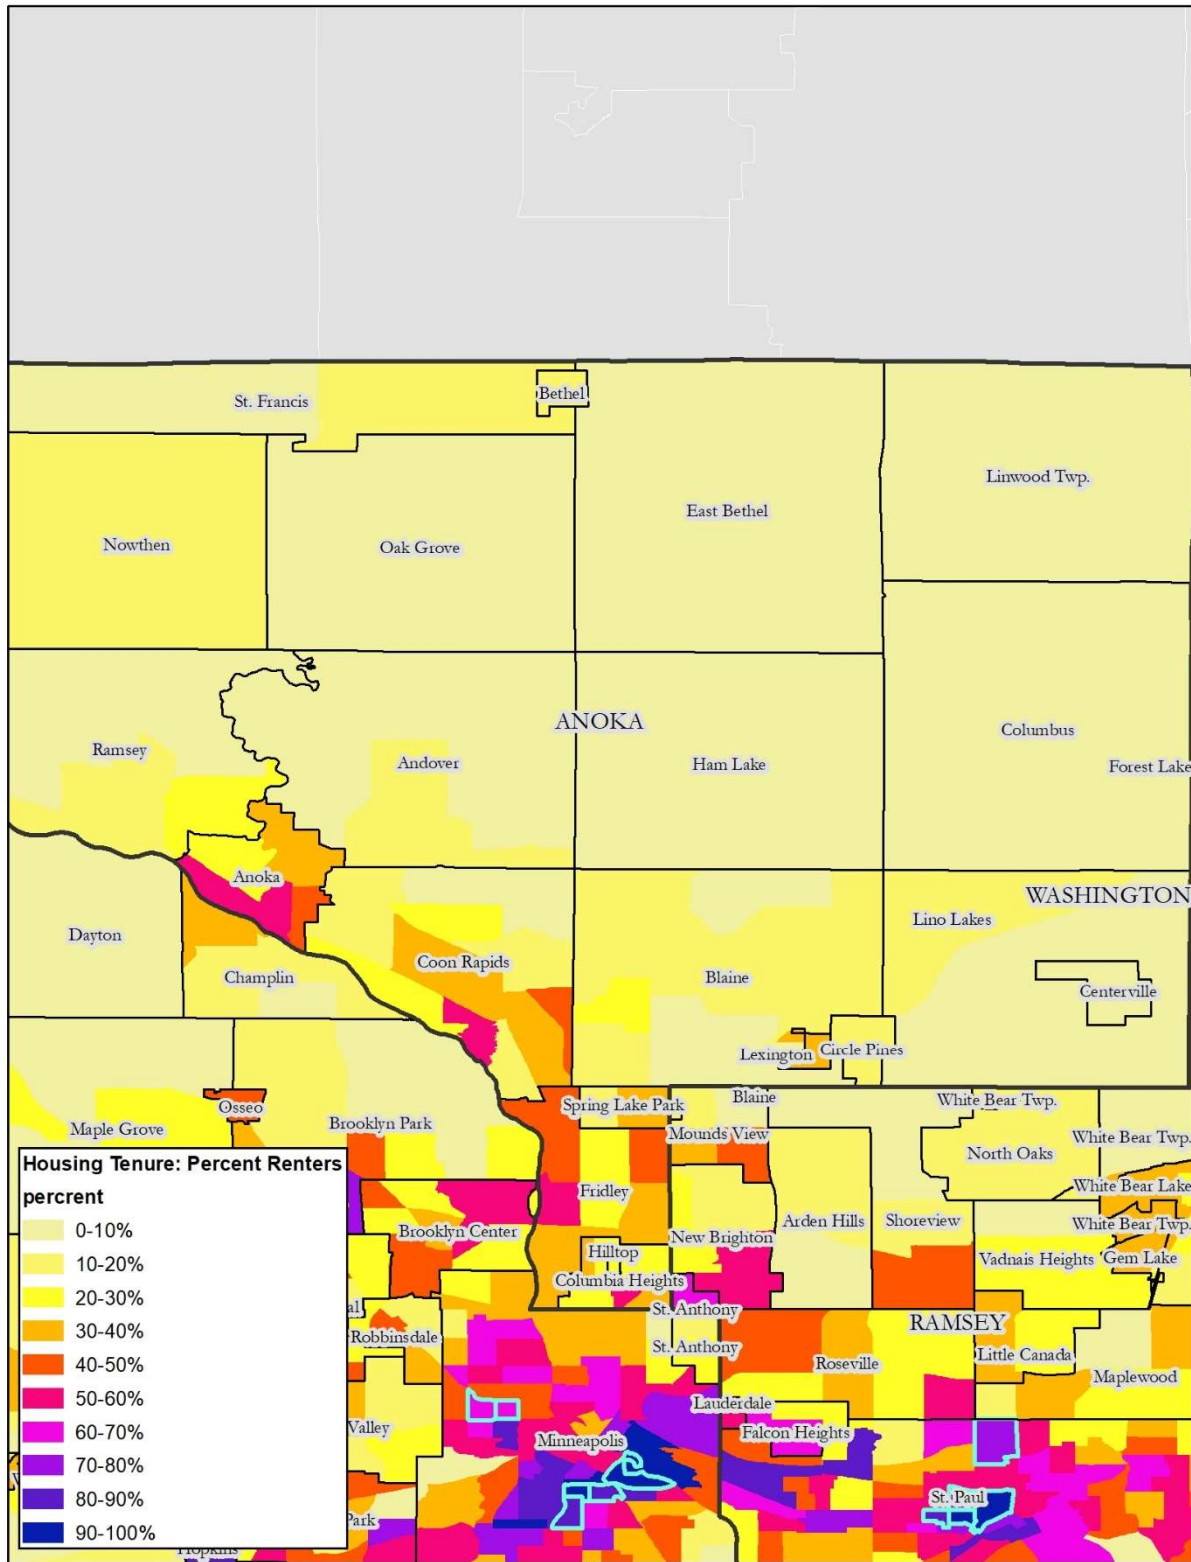 St. Francis
Bethel
Linwood Twp.
East Bethel
Nowthen
Oak Grove
ANOKA
Columbus
Ramsey
Andover
Ham Lake
Forest Lake
Anoka
WASHINGTON
Lino Lakes
Dayton
Coon Rapids
Champlin
Blaine
Centerville
Lexington
Circle Pines
Osseo
Spring Lake Park
Blaine
White Bear Twp.
Maple Grove
Brooklyn Park
Mounds View
North Oaks
White Bear Twp.
Fridley
White Bear Lake
Brooklyn Center
New Brighton
Arden Hills
Shoreview
White Bear Twp.
Hilltop
Vadnais Heights
Gem Lake
Columbia Heights
al
St. Anthony
RAMSEY
Robbinsdale
St. Anthony
Roseville
Little Canada
Maplewood
Valley
Lauderdale
Minneapolis
Falcon Heights
St. Paul
Park
Hopkins
Housing Tenure: Percent Renters
percrent
0-10%
10-20%
20-30%
30-40%
40-50%
50-60%
60-70%
70-80%
80-90%
90-100%